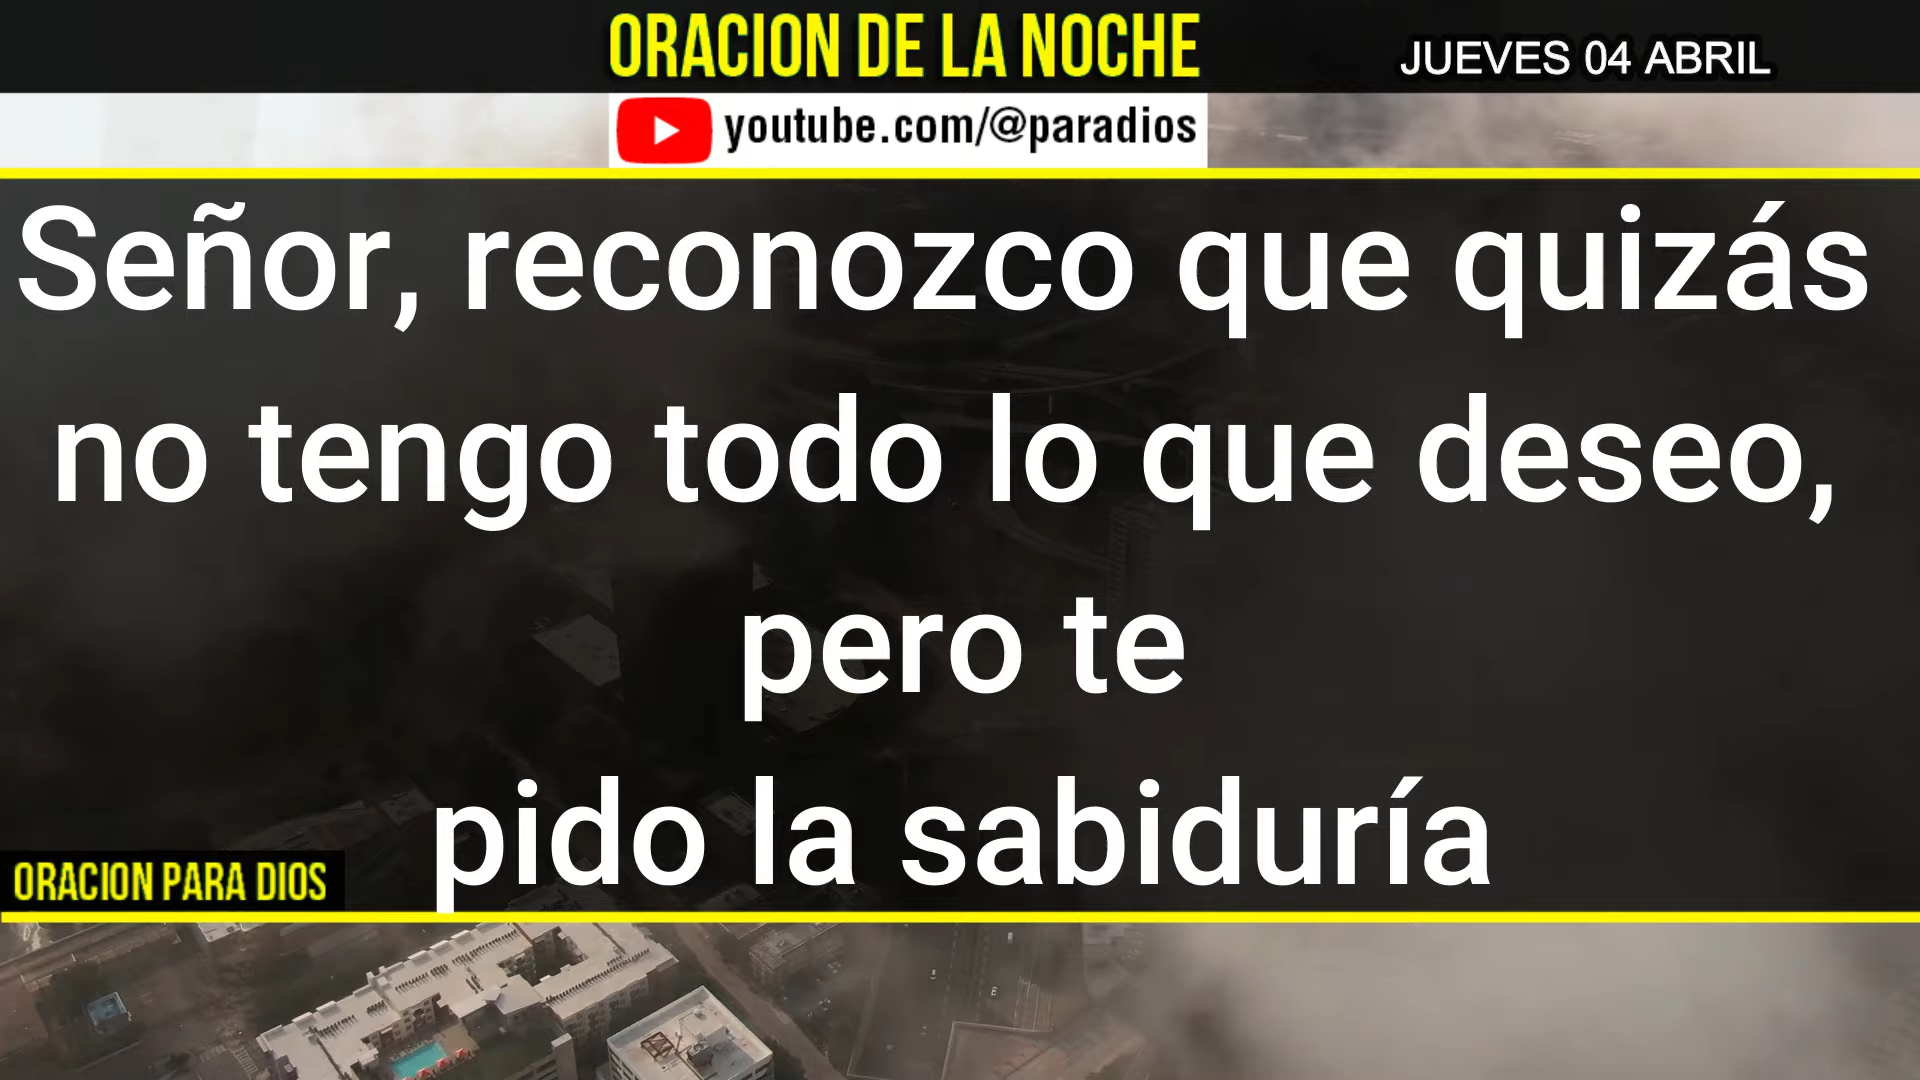 ORACION DE LA NOCHE
JUEVES 04 ABRIL
youtube.com/@paradios
Señor, reconozco que quizás
no tengo todo lo que deseo,
pero te
pido la sabiduría
ORACION PARA DIOS